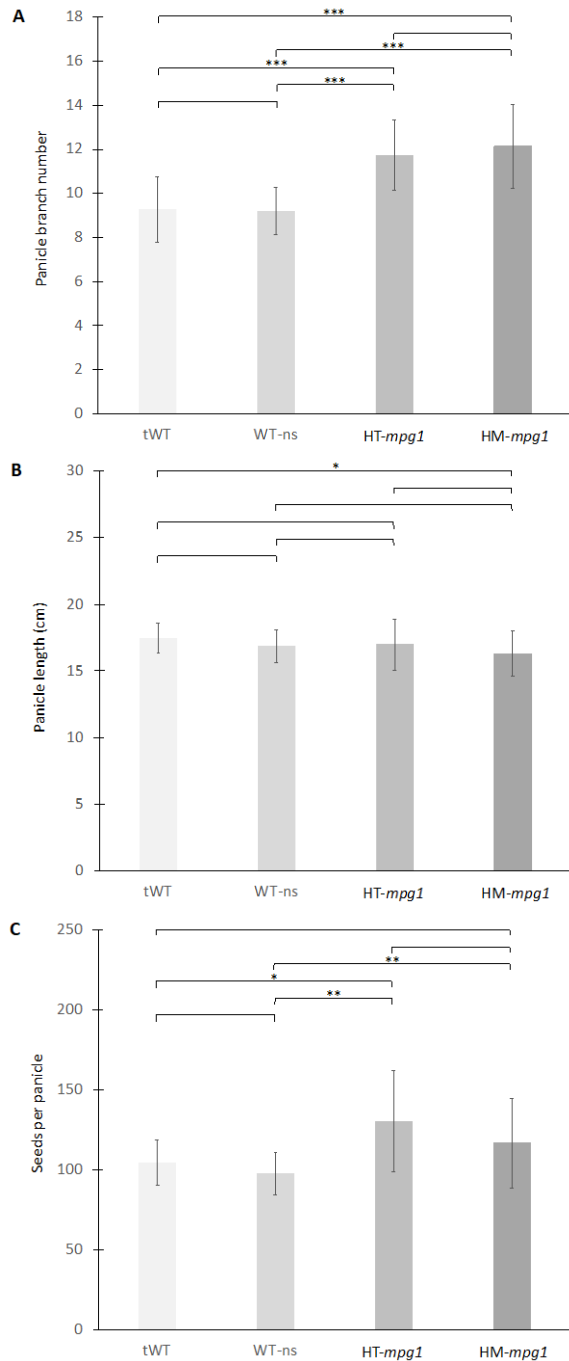 A
Panicle branch number
18
16
14
12
10
8
6
4
2
0
***
***
***
***
tWT
WT-ns
HT-mpg1
HM-mpg1
B
Panicle length (cm)
30
25
20
15
10
5
0
*
tWT
WT-ns
HT-mpg1
HM-mpg1
C
Seeds per panicle
250
200
150
100
50
0
**
*
**
tWT
WT-ns
HT-mpg1
HM-mpg1